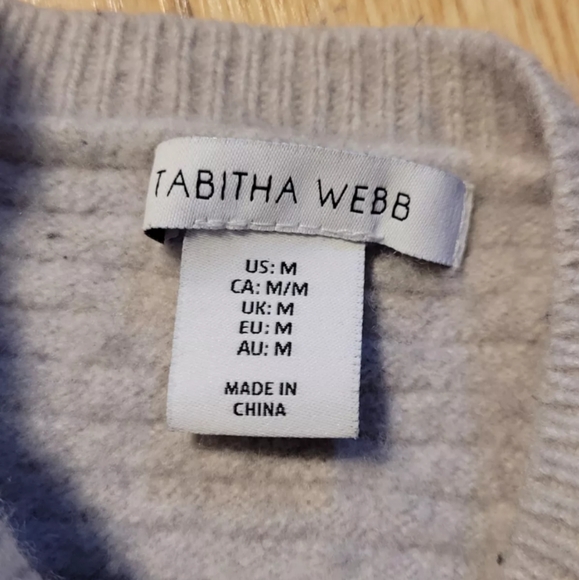 TABITHA WEBB
US: M
CA: M/M
UK: M
EU: M
AU: M
MADE IN
CHINA